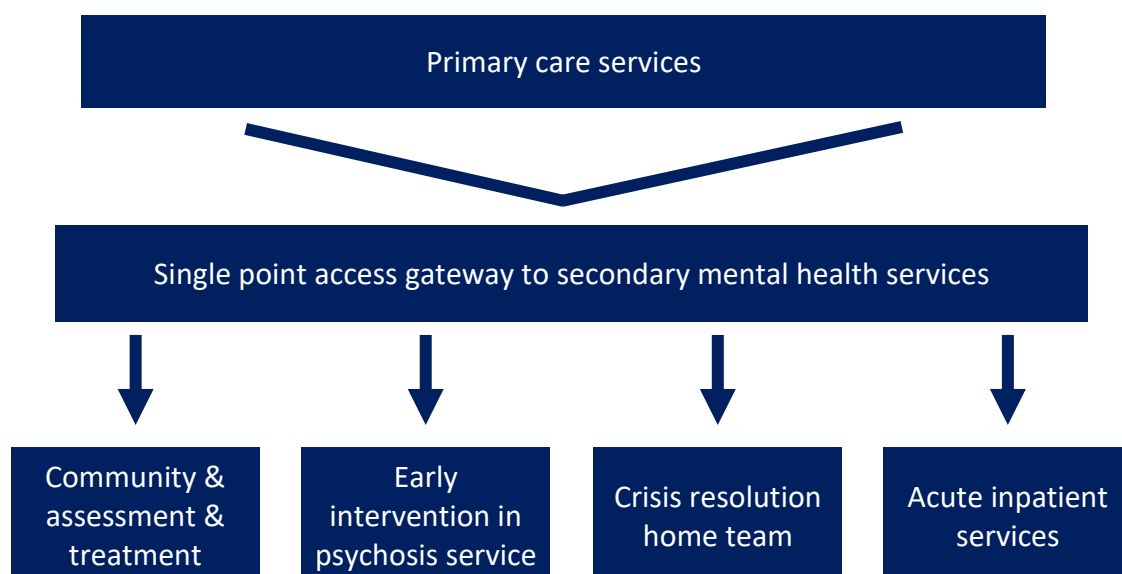 Primary care services
Single point access gateway to secondary mental health services
Community &
assessment &
treatment
Early
intervention in
psychosis service
Crisis resolution
home team
Acute inpatient
services